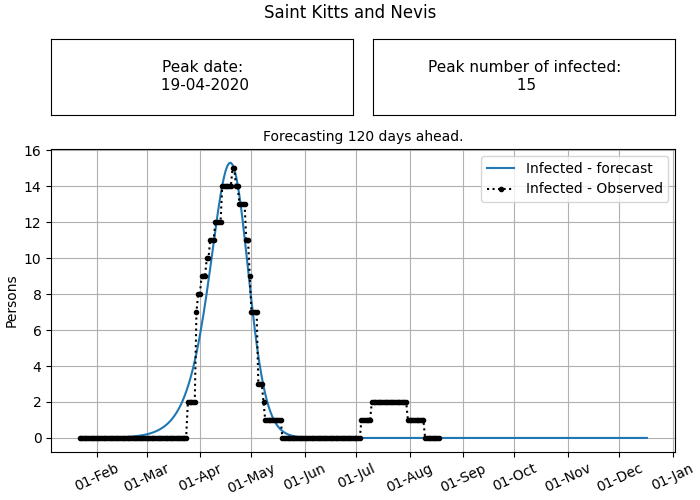 Saint Kitts and Nevis
Peak date:
19-04-2020
Peak number of infected:
15
Forecasting 120 days ahead.
Infected - forecast
Infected - Observed
Persons
16
14
12
10
8
6
4
2
0
01-Feb
01-Mar
01-Apr
01-May
01-Jun
01-Jul
01-Aug
01-Sep
01-Oct
01-Nov
01-Dec
01-Jan